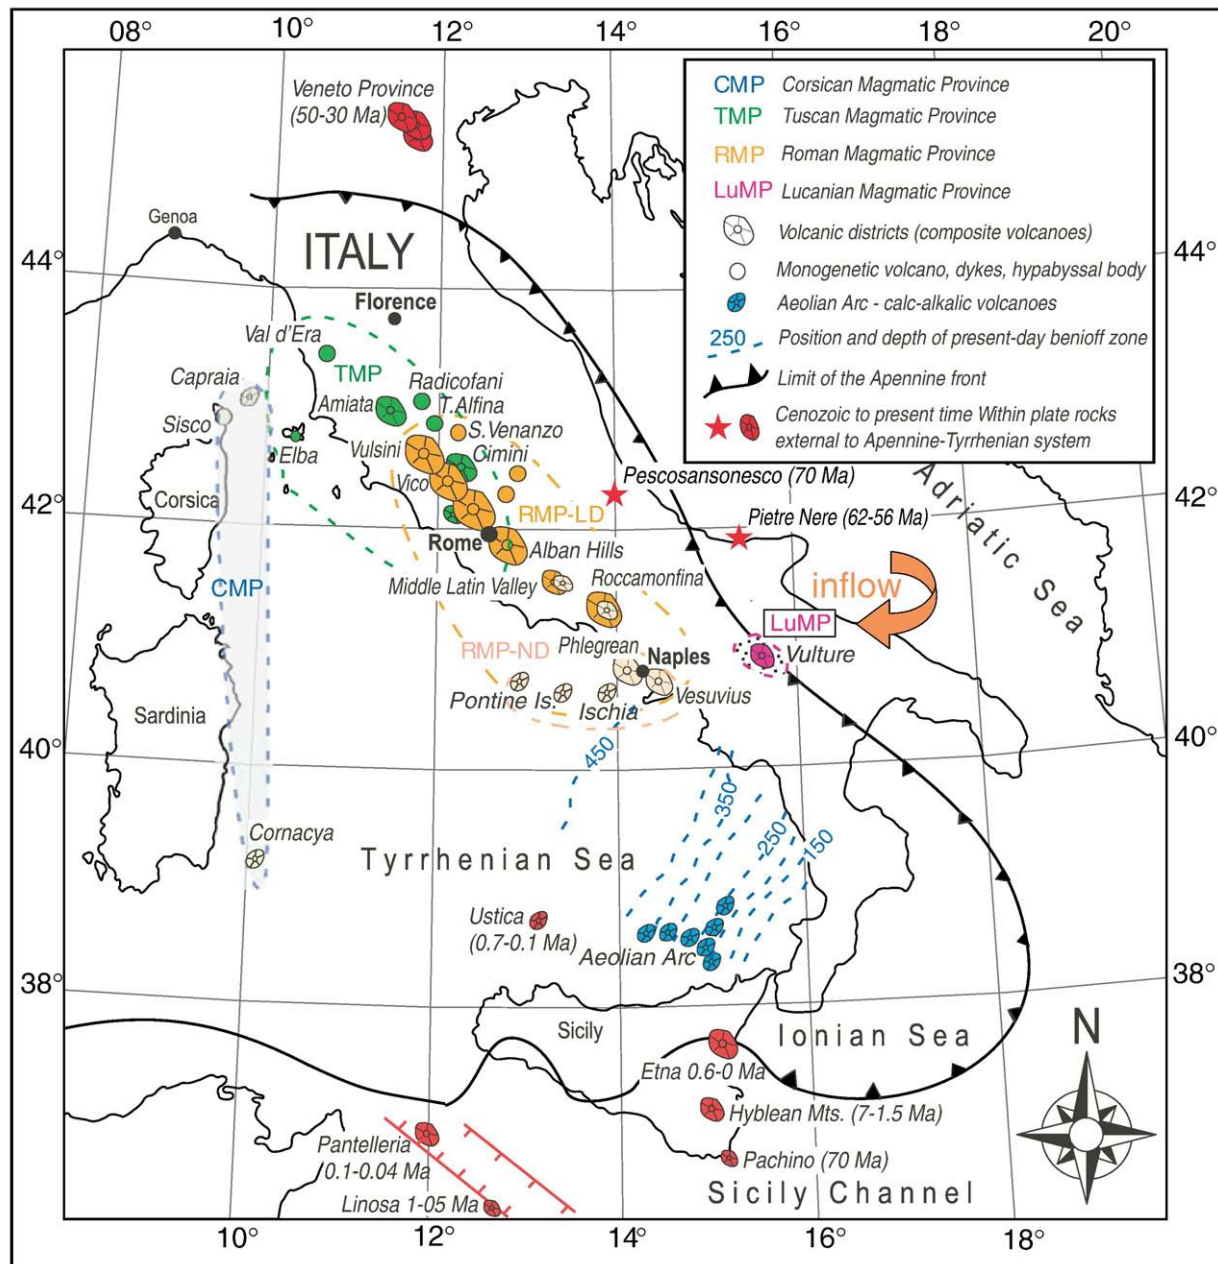 08° 10° 12° 14° 16° 18° 20°
Veneto Province
(50-30 Ma)
CMP Corsican Magmatic Province
TMP Tuscan Magmatic Province
RMP Roman Magmatic Province
LuMP Lucanian Magmatic Province
Volcanic districts (composite volcanoes)
Monogenetic volcano, dykes, hypabyssal body
Aeolian Arc - calc-alkalic volcanoes
250 Position and depth of present-day benioff zone
Limit of the Apennine front
Cenozoic to present time Within plate rocks
external to Apennine-Tyrrhenian system
Genoa
ITALY
44° 44°
Florence
Val d'Era
TMP
Capraia
Radicofani
Amiata
T.Alfina
Sisco
S.Venanzo
Elba
Vulsini
Cimini
Vico
Pescosansonesco (70 Ma)
Corsica
42° 42°
RMP-LD
Pietre Nere (62-56 Ma)
Adriatic Sea
Rome
Alban Hills
CMP
Middle Latin Valley
Roccamonfina
inflow
LuMP
Phlegrean
RMP-ND
Naples
Vulture
Pontine Is.
Ischia
Vesuvius
Sardinia
40° 40°
450
350
250
150
Cornacya
Tyrrhenian Sea
Ustica
(0.7-0.1 Ma)
Aeolian Arc
38° 38°
Sicily
Ionian Sea
N
Etna 0.6-0 Ma
Hyblean Mts. (7-1.5 Ma)
Pantelleria
0.1-0.04 Ma
Pachino (70 Ma)
Linosa 1-05 Ma
Sicily Channel
10° 12° 14° 16° 18°